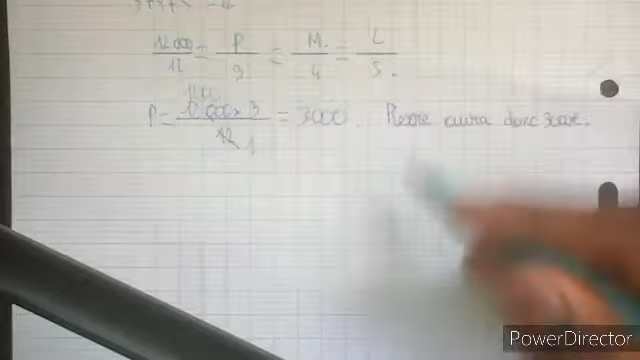 12 000/12 = P/3 = M/4 = L/5.
P = 12 000 × 3/12 = 3000. Pierre aura donc 3000€.
PowerDirector